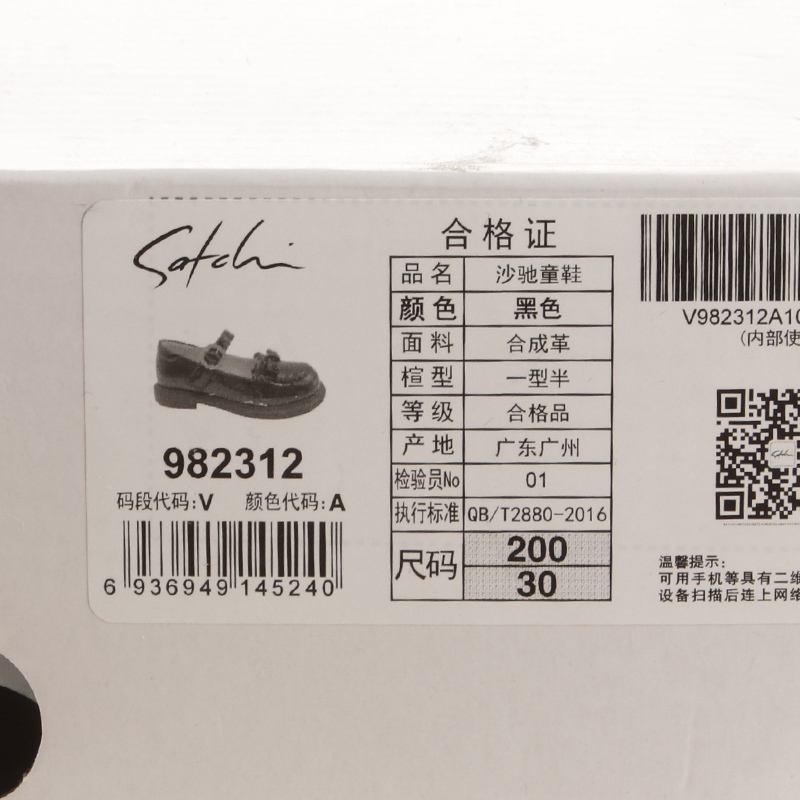 Satchi
982312
码段代码:V 颜色代码:A
6 936949 145240
合格证
品名 沙驰童鞋
颜色 黑色
面料 合成革
楦型 一型半
等级 合格品
产地 广东广州
检验员No 01
执行标准 QB/T2880-2016
尺码 200
30
V982312A10
(内部使
Satchi
温馨提示:
可用手机等具有二维
设备扫描后连上网络